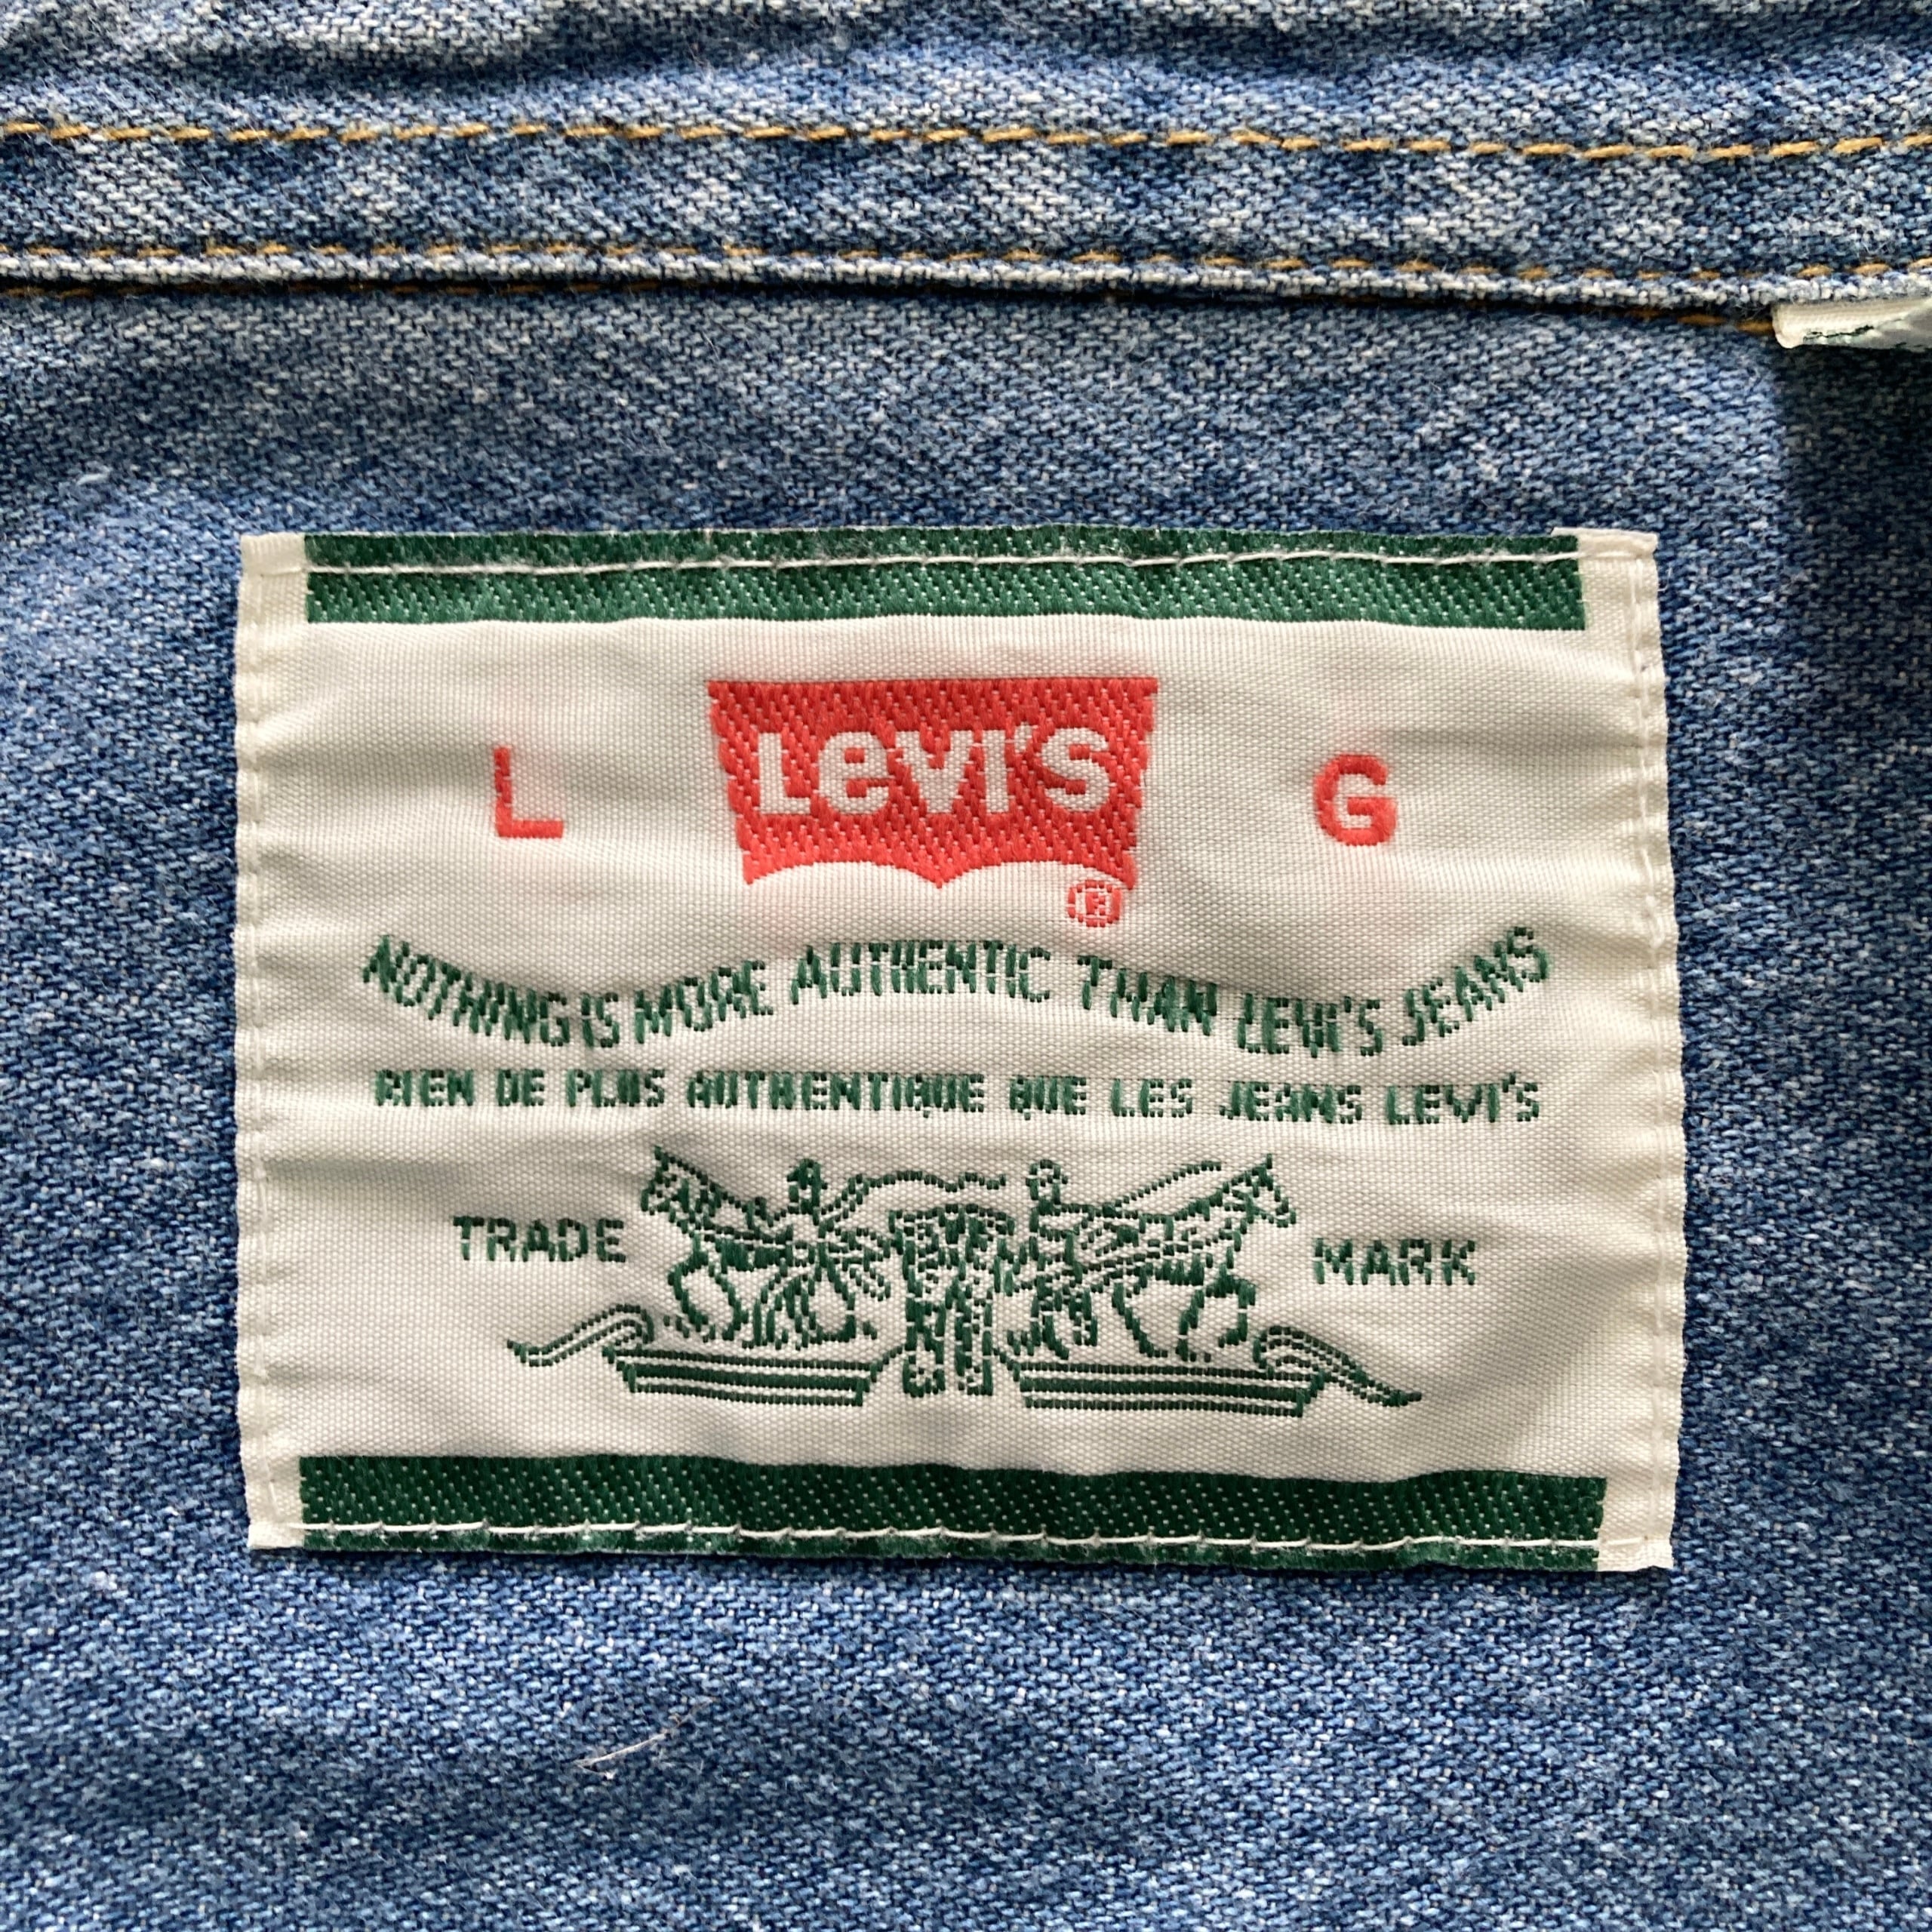 L LEVI'S ® G
NOTHING IS MORE AUTHENTIC THAN LEVI'S JEANS
RIEN DE PLUS AUTHENTIQUE QUE LES JEANS LEVI'S
TRADE MARK